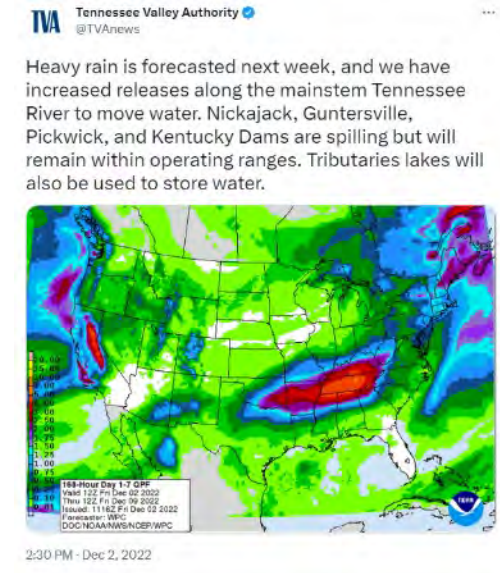 TVA
Tennessee Valley Authority
@TVAnews
Heavy rain is forecasted next week, and we have
increased releases along the mainstem Tennessee
River to move water. Nickajack, Guntersville,
Pickwick, and Kentucky Dams are spilling but will
remain within operating ranges. Tributaries lakes will
also be used to store water.
168-Hour Day 1-7 QPF
Valid 12Z Fri Dec 02 2022
Thru 12Z Fri Dec 09 2022
Issued: 1116Z Fri Dec 02 2022
Forecaster: WPC
DOC/NOAA/NWS/NCEP/WPC
2:30 PM · Dec 2, 2022